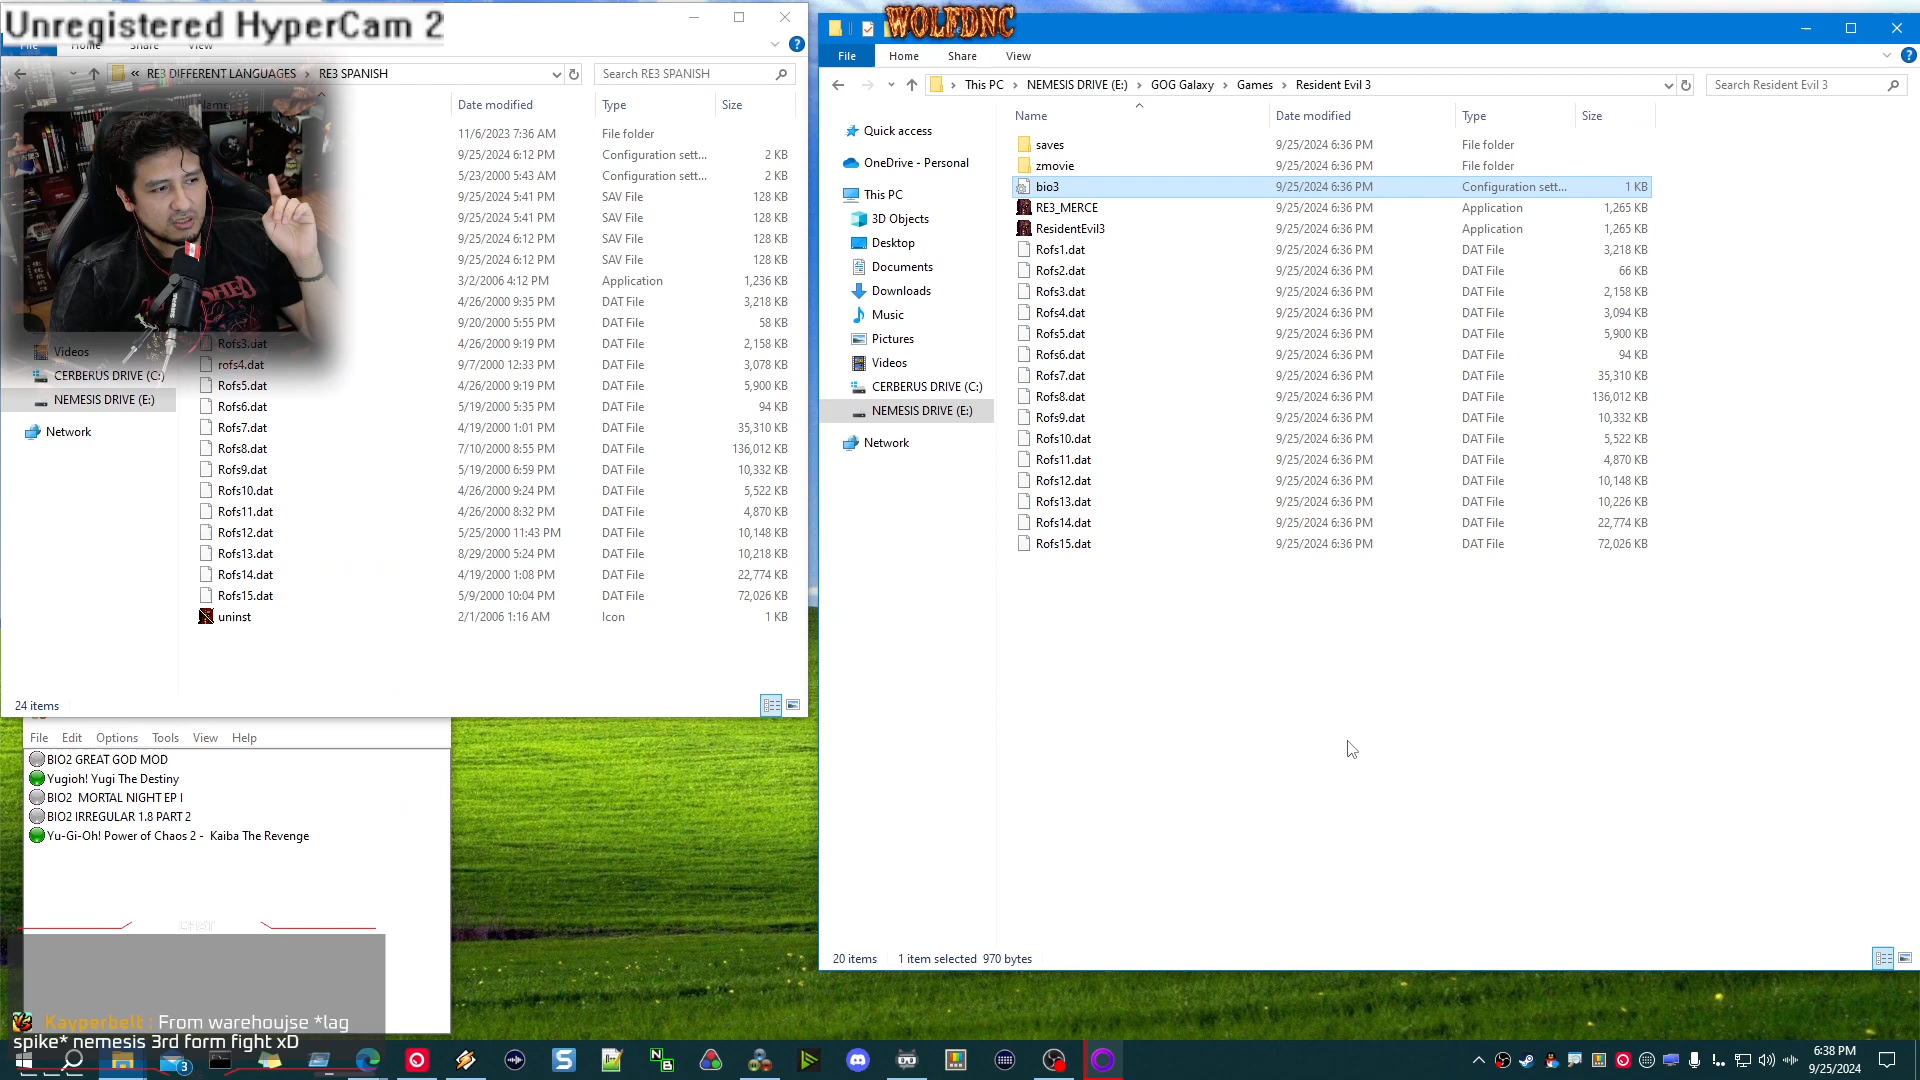 Unregistered HyperCam 2
WOLFDNC
File Home Share View
« RE3 DIFFERENT LANGUAGES > RE3 SPANISH
Search RE3 SPANISH
Name Date modified Type Size
11/6/2023 7:36 AM File folder
9/25/2024 6:12 PM Configuration sett... 2 KB
5/23/2000 5:43 AM Configuration sett... 2 KB
9/25/2024 5:41 PM SAV File 128 KB
9/25/2024 5:41 PM SAV File 128 KB
9/25/2024 6:12 PM SAV File 128 KB
9/25/2024 6:12 PM SAV File 128 KB
3/2/2006 4:12 PM Application 1,236 KB
4/26/2000 9:35 PM DAT File 3,218 KB
9/20/2000 5:55 PM DAT File 58 KB
Rofs3.dat 4/26/2000 9:19 PM DAT File 2,158 KB
rofs4.dat 9/7/2000 12:33 PM DAT File 3,078 KB
Rofs5.dat 4/26/2000 9:19 PM DAT File 5,900 KB
Rofs6.dat 5/19/2000 5:35 PM DAT File 94 KB
Rofs7.dat 4/19/2000 1:01 PM DAT File 35,310 KB
Rofs8.dat 7/10/2000 8:55 PM DAT File 136,012 KB
Rofs9.dat 5/19/2000 6:59 PM DAT File 10,332 KB
Rofs10.dat 4/26/2000 9:24 PM DAT File 5,522 KB
Rofs11.dat 4/26/2000 8:32 PM DAT File 4,870 KB
Rofs12.dat 5/25/2000 11:43 PM DAT File 10,148 KB
Rofs13.dat 8/29/2000 5:24 PM DAT File 10,218 KB
Rofs14.dat 4/19/2000 1:08 PM DAT File 22,774 KB
Rofs15.dat 5/9/2000 10:04 PM DAT File 72,026 KB
uninst 2/1/2006 1:16 AM Icon 1 KB
Videos
CERBERUS DRIVE (C:)
NEMESIS DRIVE (E:)
Network
24 items
File Home Share View
This PC > NEMESIS DRIVE (E:) > GOG Galaxy > Games > Resident Evil 3
Search Resident Evil 3
Quick access
OneDrive - Personal
This PC
3D Objects
Desktop
Documents
Downloads
Music
Pictures
Videos
CERBERUS DRIVE (C:)
NEMESIS DRIVE (E:)
Network
Name Date modified Type Size
saves 9/25/2024 6:36 PM File folder
zmovie 9/25/2024 6:36 PM File folder
bio3 9/25/2024 6:36 PM Configuration sett... 1 KB
RE3_MERCE 9/25/2024 6:36 PM Application 1,265 KB
ResidentEvil3 9/25/2024 6:36 PM Application 1,265 KB
Rofs1.dat 9/25/2024 6:36 PM DAT File 3,218 KB
Rofs2.dat 9/25/2024 6:36 PM DAT File 66 KB
Rofs3.dat 9/25/2024 6:36 PM DAT File 2,158 KB
Rofs4.dat 9/25/2024 6:36 PM DAT File 3,094 KB
Rofs5.dat 9/25/2024 6:36 PM DAT File 5,900 KB
Rofs6.dat 9/25/2024 6:36 PM DAT File 94 KB
Rofs7.dat 9/25/2024 6:36 PM DAT File 35,310 KB
Rofs8.dat 9/25/2024 6:36 PM DAT File 136,012 KB
Rofs9.dat 9/25/2024 6:36 PM DAT File 10,332 KB
Rofs10.dat 9/25/2024 6:36 PM DAT File 5,522 KB
Rofs11.dat 9/25/2024 6:36 PM DAT File 4,870 KB
Rofs12.dat 9/25/2024 6:36 PM DAT File 10,148 KB
Rofs13.dat 9/25/2024 6:36 PM DAT File 10,226 KB
Rofs14.dat 9/25/2024 6:36 PM DAT File 22,774 KB
Rofs15.dat 9/25/2024 6:36 PM DAT File 72,026 KB
20 items 1 item selected 970 bytes
File Edit Options Tools View Help
BIO2 GREAT GOD MOD
Yugioh! Yugi The Destiny
BIO2 MORTAL NIGHT EP I
BIO2 IRREGULAR 1.8 PART 2
Yu-Gi-Oh! Power of Chaos 2 - Kaiba The Revenge
CHAT
Kayperbelt : From warehoujse *lag
spike* nemesis 3rd form fight xD
3
6:38 PM
9/25/2024